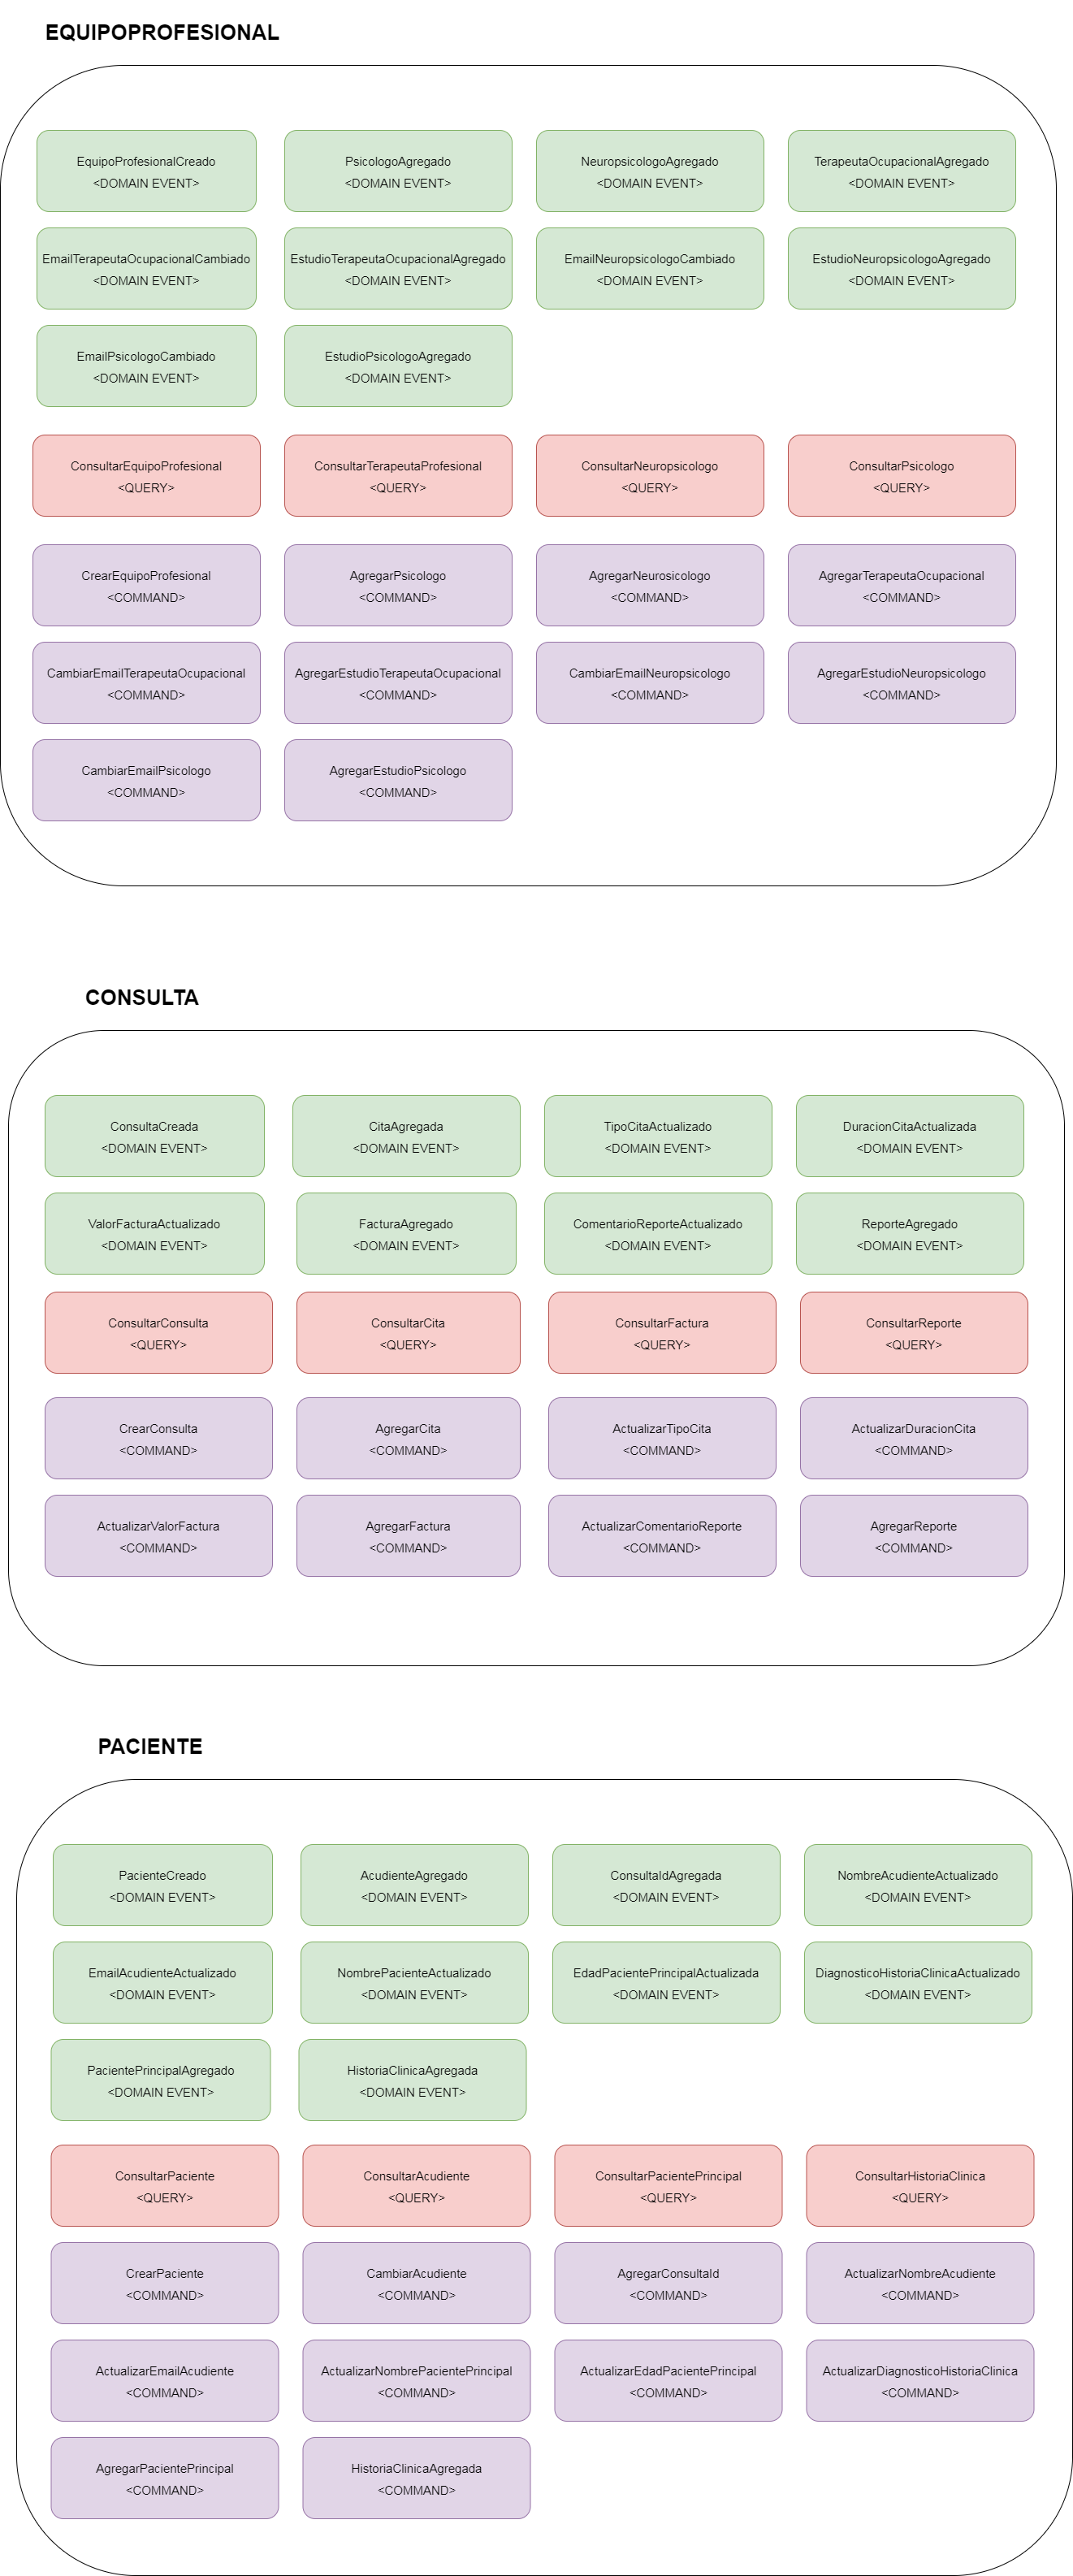 EQUIPOPROFESIONAL
EquipoProfesionalCreado
<DOMAIN EVENT>
PsicologoAgregado
<DOMAIN EVENT>
NeuropsicologoAgregado
<DOMAIN EVENT>
TerapeutaOcupacionalAgregado
<DOMAIN EVENT>
EmailTerapeutaOcupacionalCambiado
<DOMAIN EVENT>
EstudioTerapeutaOcupacionalAgregado
<DOMAIN EVENT>
EmailNeuropsicologoCambiado
<DOMAIN EVENT>
EstudioNeuropsicologoAgregado
<DOMAIN EVENT>
EmailPsicologoCambiado
<DOMAIN EVENT>
EstudioPsicologoAgregado
<DOMAIN EVENT>
ConsultarEquipoProfesional
<QUERY>
ConsultarTerapeutaProfesional
<QUERY>
ConsultarNeuropsicologo
<QUERY>
ConsultarPsicologo
<QUERY>
CrearEquipoProfesional
<COMMAND>
AgregarPsicologo
<COMMAND>
AgregarNeurosicologo
<COMMAND>
AgregarTerapeutaOcupacional
<COMMAND>
CambiarEmailTerapeutaOcupacional
<COMMAND>
AgregarEstudioTerapeutaOcupacional
<COMMAND>
CambiarEmailNeuropsicologo
<COMMAND>
AgregarEstudioNeuropsicologo
<COMMAND>
CambiarEmailPsicologo
<COMMAND>
AgregarEstudioPsicologo
<COMMAND>
CONSULTA
ConsultaCreada
<DOMAIN EVENT>
CitaAgregada
<DOMAIN EVENT>
TipoCitaActualizado
<DOMAIN EVENT>
DuracionCitaActualizada
<DOMAIN EVENT>
ValorFacturaActualizado
<DOMAIN EVENT>
FacturaAgregado
<DOMAIN EVENT>
ComentarioReporteActualizado
<DOMAIN EVENT>
ReporteAgregado
<DOMAIN EVENT>
ConsultarConsulta
<QUERY>
ConsultarCita
<QUERY>
ConsultarFactura
<QUERY>
ConsultarReporte
<QUERY>
CrearConsulta
<COMMAND>
AgregarCita
<COMMAND>
ActualizarTipoCita
<COMMAND>
ActualizarDuracionCita
<COMMAND>
ActualizarValorFactura
<COMMAND>
AgregarFactura
<COMMAND>
ActualizarComentarioReporte
<COMMAND>
AgregarReporte
<COMMAND>
PACIENTE
PacienteCreado
<DOMAIN EVENT>
AcudienteAgregado
<DOMAIN EVENT>
ConsultaIdAgregada
<DOMAIN EVENT>
NombreAcudienteActualizado
<DOMAIN EVENT>
EmailAcudienteActualizado
<DOMAIN EVENT>
NombrePacienteActualizado
<DOMAIN EVENT>
EdadPacientePrincipalActualizada
<DOMAIN EVENT>
DiagnosticoHistoriaClinicaActualizado
<DOMAIN EVENT>
PacientePrincipalAgregado
<DOMAIN EVENT>
HistoriaClinicaAgregada
<DOMAIN EVENT>
ConsultarPaciente
<QUERY>
ConsultarAcudiente
<QUERY>
ConsultarPacientePrincipal
<QUERY>
ConsultarHistoriaClinica
<QUERY>
CrearPaciente
<COMMAND>
CambiarAcudiente
<COMMAND>
AgregarConsultaId
<COMMAND>
ActualizarNombreAcudiente
<COMMAND>
ActualizarEmailAcudiente
<COMMAND>
ActualizarNombrePacientePrincipal
<COMMAND>
ActualizarEdadPacientePrincipal
<COMMAND>
ActualizarDiagnosticoHistoriaClinica
<COMMAND>
AgregarPacientePrincipal
<COMMAND>
HistoriaClinicaAgregada
<COMMAND>